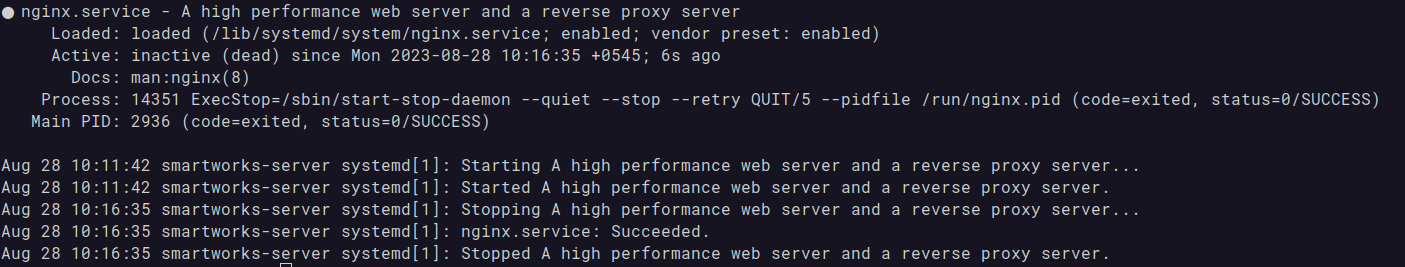 ● nginx.service - A high performance web server and a reverse proxy server
Loaded: loaded (/lib/systemd/system/nginx.service; enabled; vendor preset: enabled)
Active: inactive (dead) since Mon 2023-08-28 10:16:35 +0545; 6s ago
Docs: man:nginx(8)
Process: 14351 ExecStop=/sbin/start-stop-daemon --quiet --stop --retry QUIT/5 --pidfile /run/nginx.pid (code=exited, status=0/SUCCESS)
Main PID: 2936 (code=exited, status=0/SUCCESS)

Aug 28 10:11:42 smartworks-server systemd[1]: Starting A high performance web server and a reverse proxy server...
Aug 28 10:11:42 smartworks-server systemd[1]: Started A high performance web server and a reverse proxy server.
Aug 28 10:16:35 smartworks-server systemd[1]: Stopping A high performance web server and a reverse proxy server...
Aug 28 10:16:35 smartworks-server systemd[1]: nginx.service: Succeeded.
Aug 28 10:16:35 smartworks-server systemd[1]: Stopped A high performance web server and a reverse proxy server.